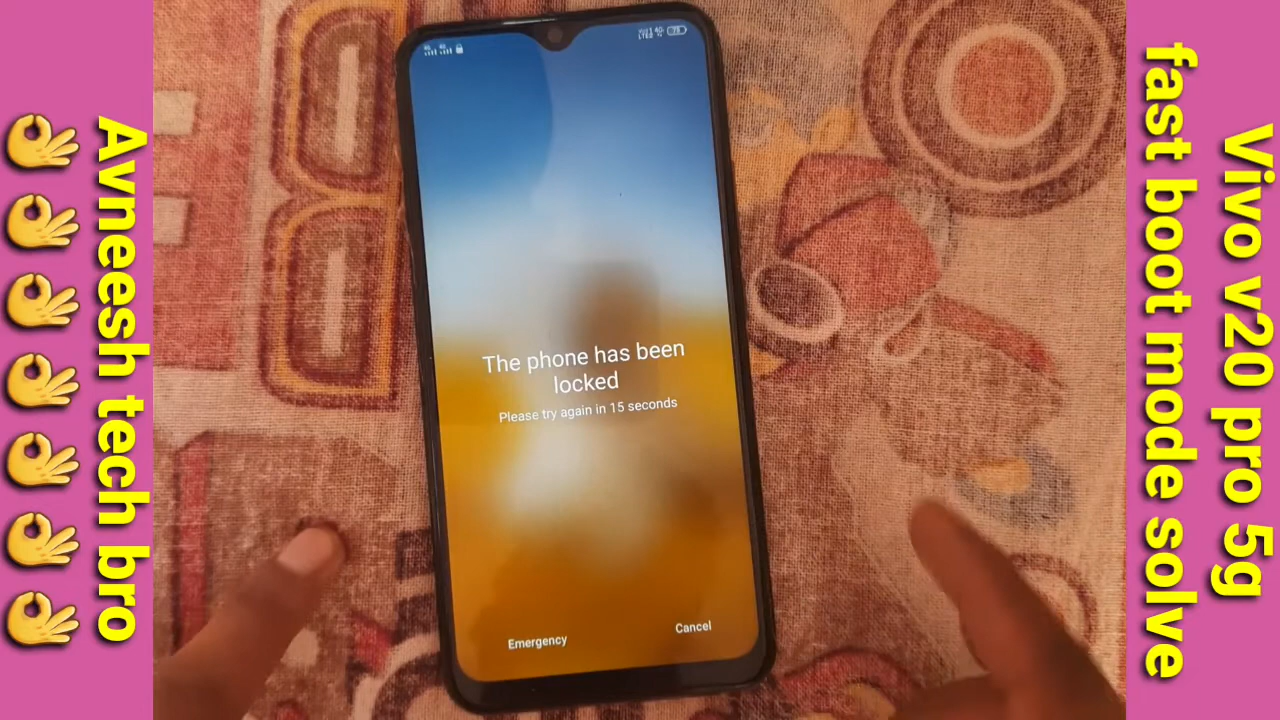 Avneesh tech bro
👌👌👌👌👌👌👌
The phone has been
locked
Please try again in 15 seconds
Emergency
Cancel
Vivo v20 pro 5g
fast boot mode solve